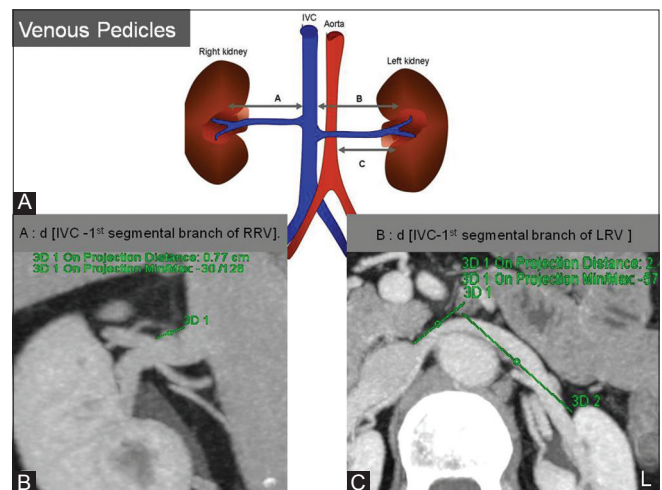 Venous Pedicles
IVC
Aorta
Right kidney
Left kidney
A
B
C
A
A : d [IVC -1st segmental branch of RRV].
B : d [IVC-1st segmental branch of LRV ]
3D 1 On Projection Distance: 0.77 cm
3D 1 On Projection Min/Max: -30 /126
3D 1
B
3D 1 On Projection Distance: 2.
3D 1 On Projection Min/Max: -57
3D 1
3D 2
C
L